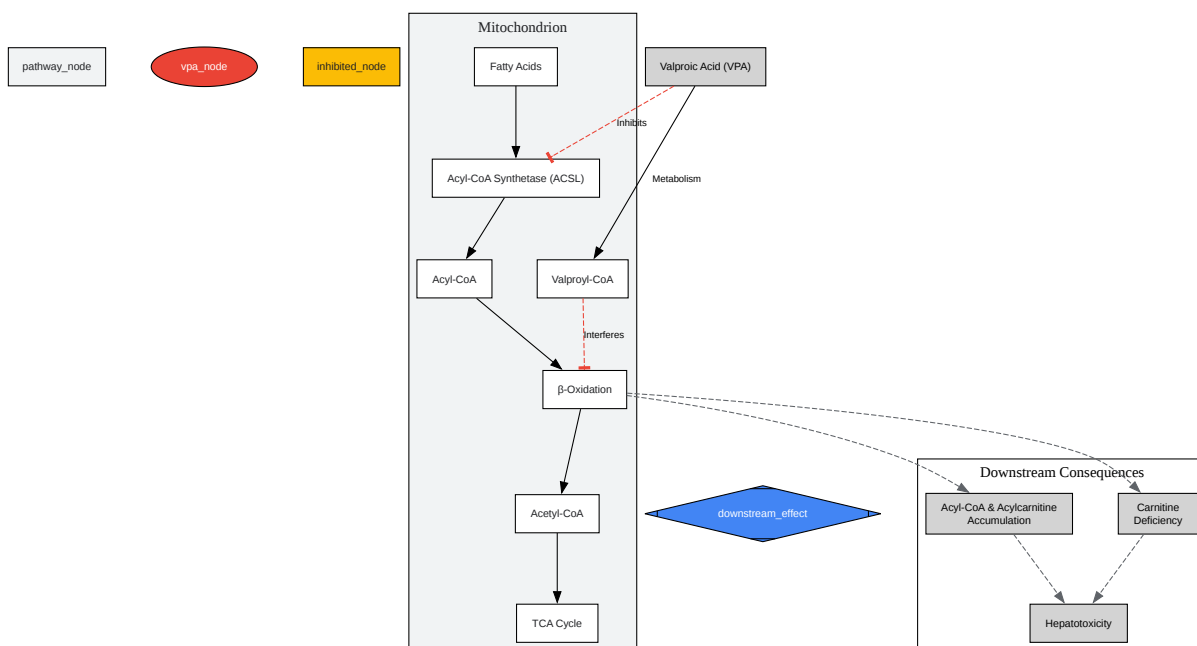 Mitochondrion
pathway_node
vpa_node
inhibited_node
Fatty Acids
Valproic Acid (VPA)
Inhibits
Acyl-CoA Synthetase (ACSL)
Metabolism
Acyl-CoA
Valproyl-CoA
Interferes
β-Oxidation
Downstream Consequences
Acetyl-CoA
downstream_effect
Acyl-CoA & Acylcarnitine
Accumulation
Carnitine
Deficiency
TCA Cycle
Hepatotoxicity